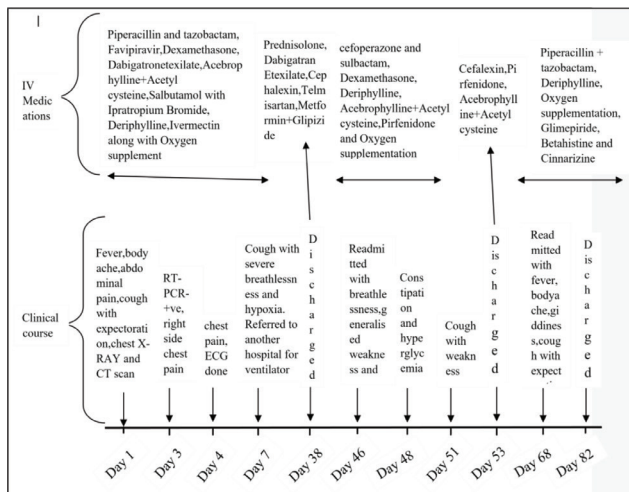 IV
Medic
ations
Piperacillin and tazobactam,
Favipiravir,Dexamethasone,
Dabigatronetexilate,Acebrop
hylline+Acetyl
cysteine,Salbutamol with
Ipratropium Bromide,
Deriphylline,Ivermectin
along with Oxygen
supplement
Prednisolone,
Dabigatran
Etexilate,Cep
halexin,Telm
isartan,Metfo
rmin+Glipizi
de
cefoperazone and
sulbactam,
Dexamethasone,
Deriphylline,
Acebrophylline+Acetyl
cysteine,Pirfenidone
and Oxygen
supplementation
Cefalexin,Pi
rfenidone,
Acebrophyll
ine+Acetyl
cysteine
Piperacillin +
tazobactam,
Deriphylline,
Oxygen
supplementation,
Glimepiride,
Betahistine and
Cinnarizine
Clinical
course
Fever,body
ache,abdo
minal
pain,cough
with
expectorati
on,chest X-
RAY and
CT scan
RT-
PCR-
+ve,
right
side
chest
pain
chest
pain,
ECG
done
Cough with
severe
breathlessn
ess and
hypoxia.
Referred to
another
hospital for
ventilator
D
i
s
c
h
a
r
g
e
d
Readmi
tted
with
breathle
ssness,g
eneralis
ed
weakne
ss and
Cons
tipati
on
and
hype
rglyc
emia
Cough
with
weakn
ess
D
is
c
h
a
r
g
e
d
Read
mitted
with
fever,
bodya
che,gi
ddines
s,coug
h with
expect
D
is
c
h
a
r
g
e
d
Day 1
Day 3
Day 4
Day 7
Day 38
Day 46
Day 48
Day 51
Day 53
Day 68
Day 82